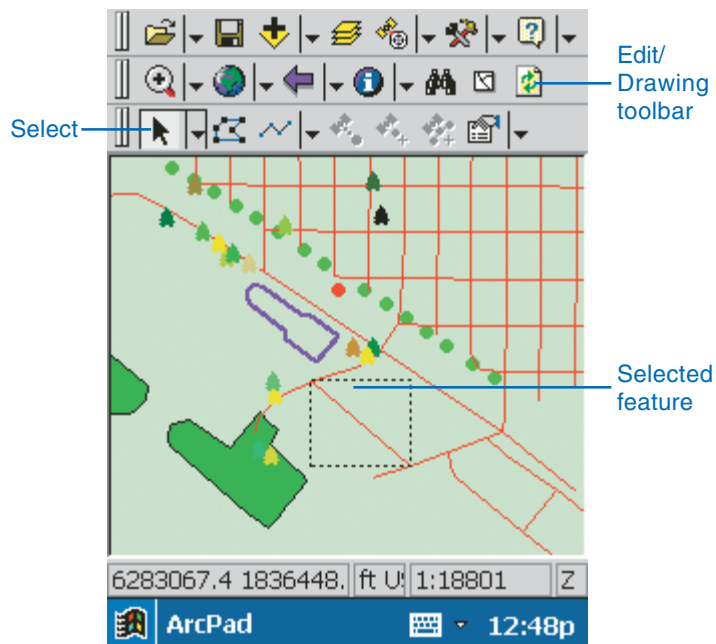 Edit/
Drawing
toolbar
Select
Selected
feature
6283067.4 1836448. ft U 1:18801 Z
ArcPad 12:48p